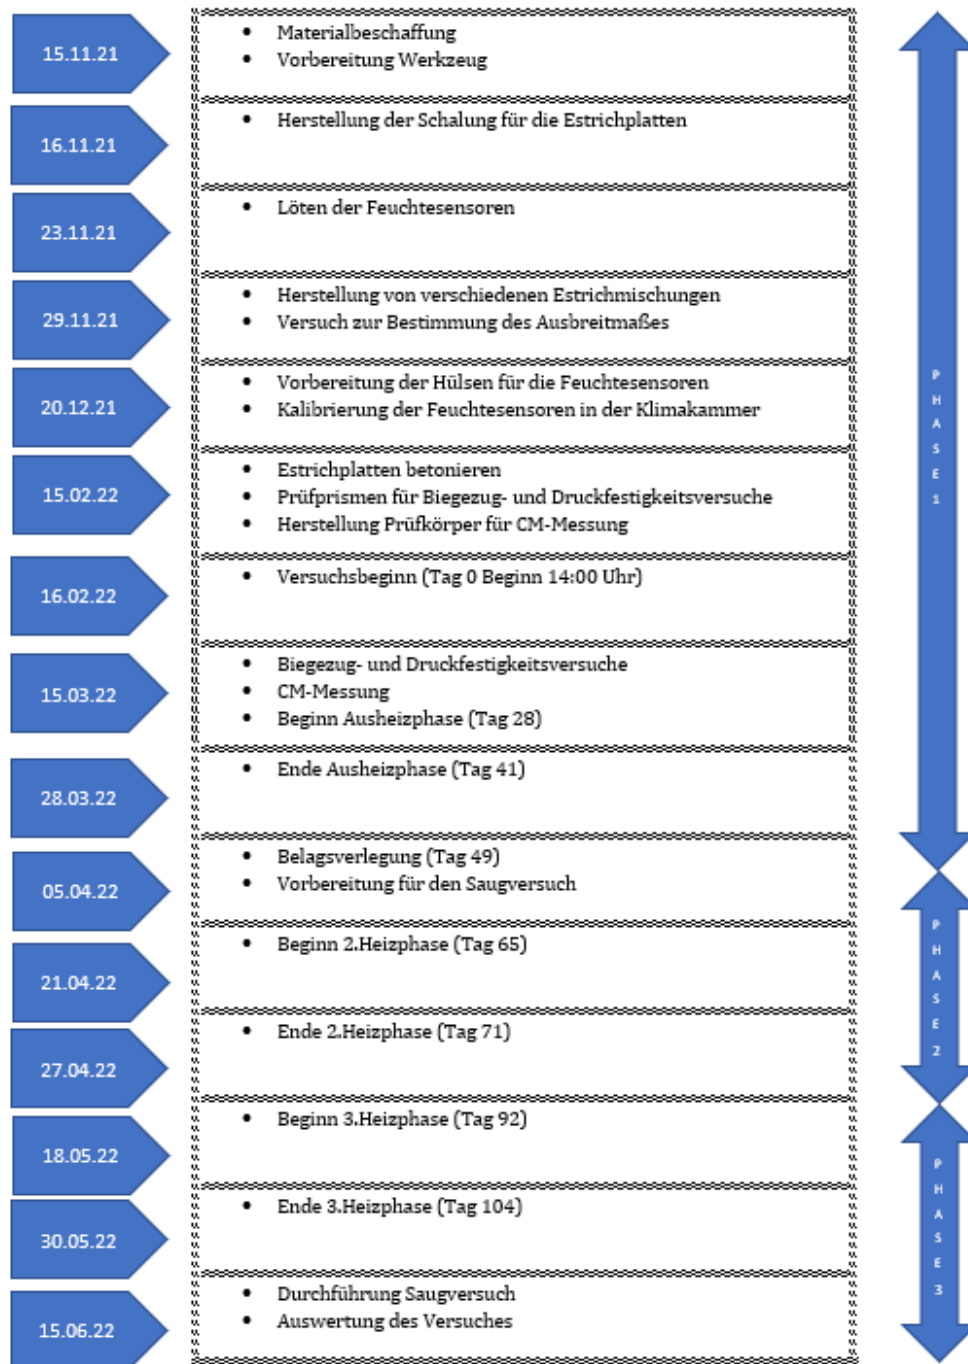 15.11.21
• Materialbeschaffung
• Vorbereitung Werkzeug
16.11.21
• Herstellung der Schalung für die Estrichplatten
23.11.21
• Löten der Feuchtesensoren
29.11.21
• Herstellung von verschiedenen Estrichmischungen
• Versuch zur Bestimmung des Ausbreitmaßes
20.12.21
• Vorbereitung der Hülsen für die Feuchtesensoren
• Kalibrierung der Feuchtesensoren in der Klimakammer
15.02.22
• Estrichplatten betonieren
• Prüfprismen für Biegezug- und Druckfestigkeitsversuche
• Herstellung Prüfkörper für CM-Messung
16.02.22
• Versuchsbeginn (Tag 0 Beginn 14:00 Uhr)
15.03.22
• Biegezug- und Druckfestigkeitsversuche
• CM-Messung
• Beginn Ausheizphase (Tag 28)
28.03.22
• Ende Ausheizphase (Tag 41)
PHASE 1
05.04.22
• Belagsverlegung (Tag 49)
• Vorbereitung für den Saugversuch
21.04.22
• Beginn 2.Heizphase (Tag 65)
27.04.22
• Ende 2.Heizphase (Tag 71)
PHASE 2
18.05.22
• Beginn 3.Heizphase (Tag 92)
30.05.22
• Ende 3.Heizphase (Tag 104)
15.06.22
• Durchführung Saugversuch
• Auswertung des Versuches
PHASE 3